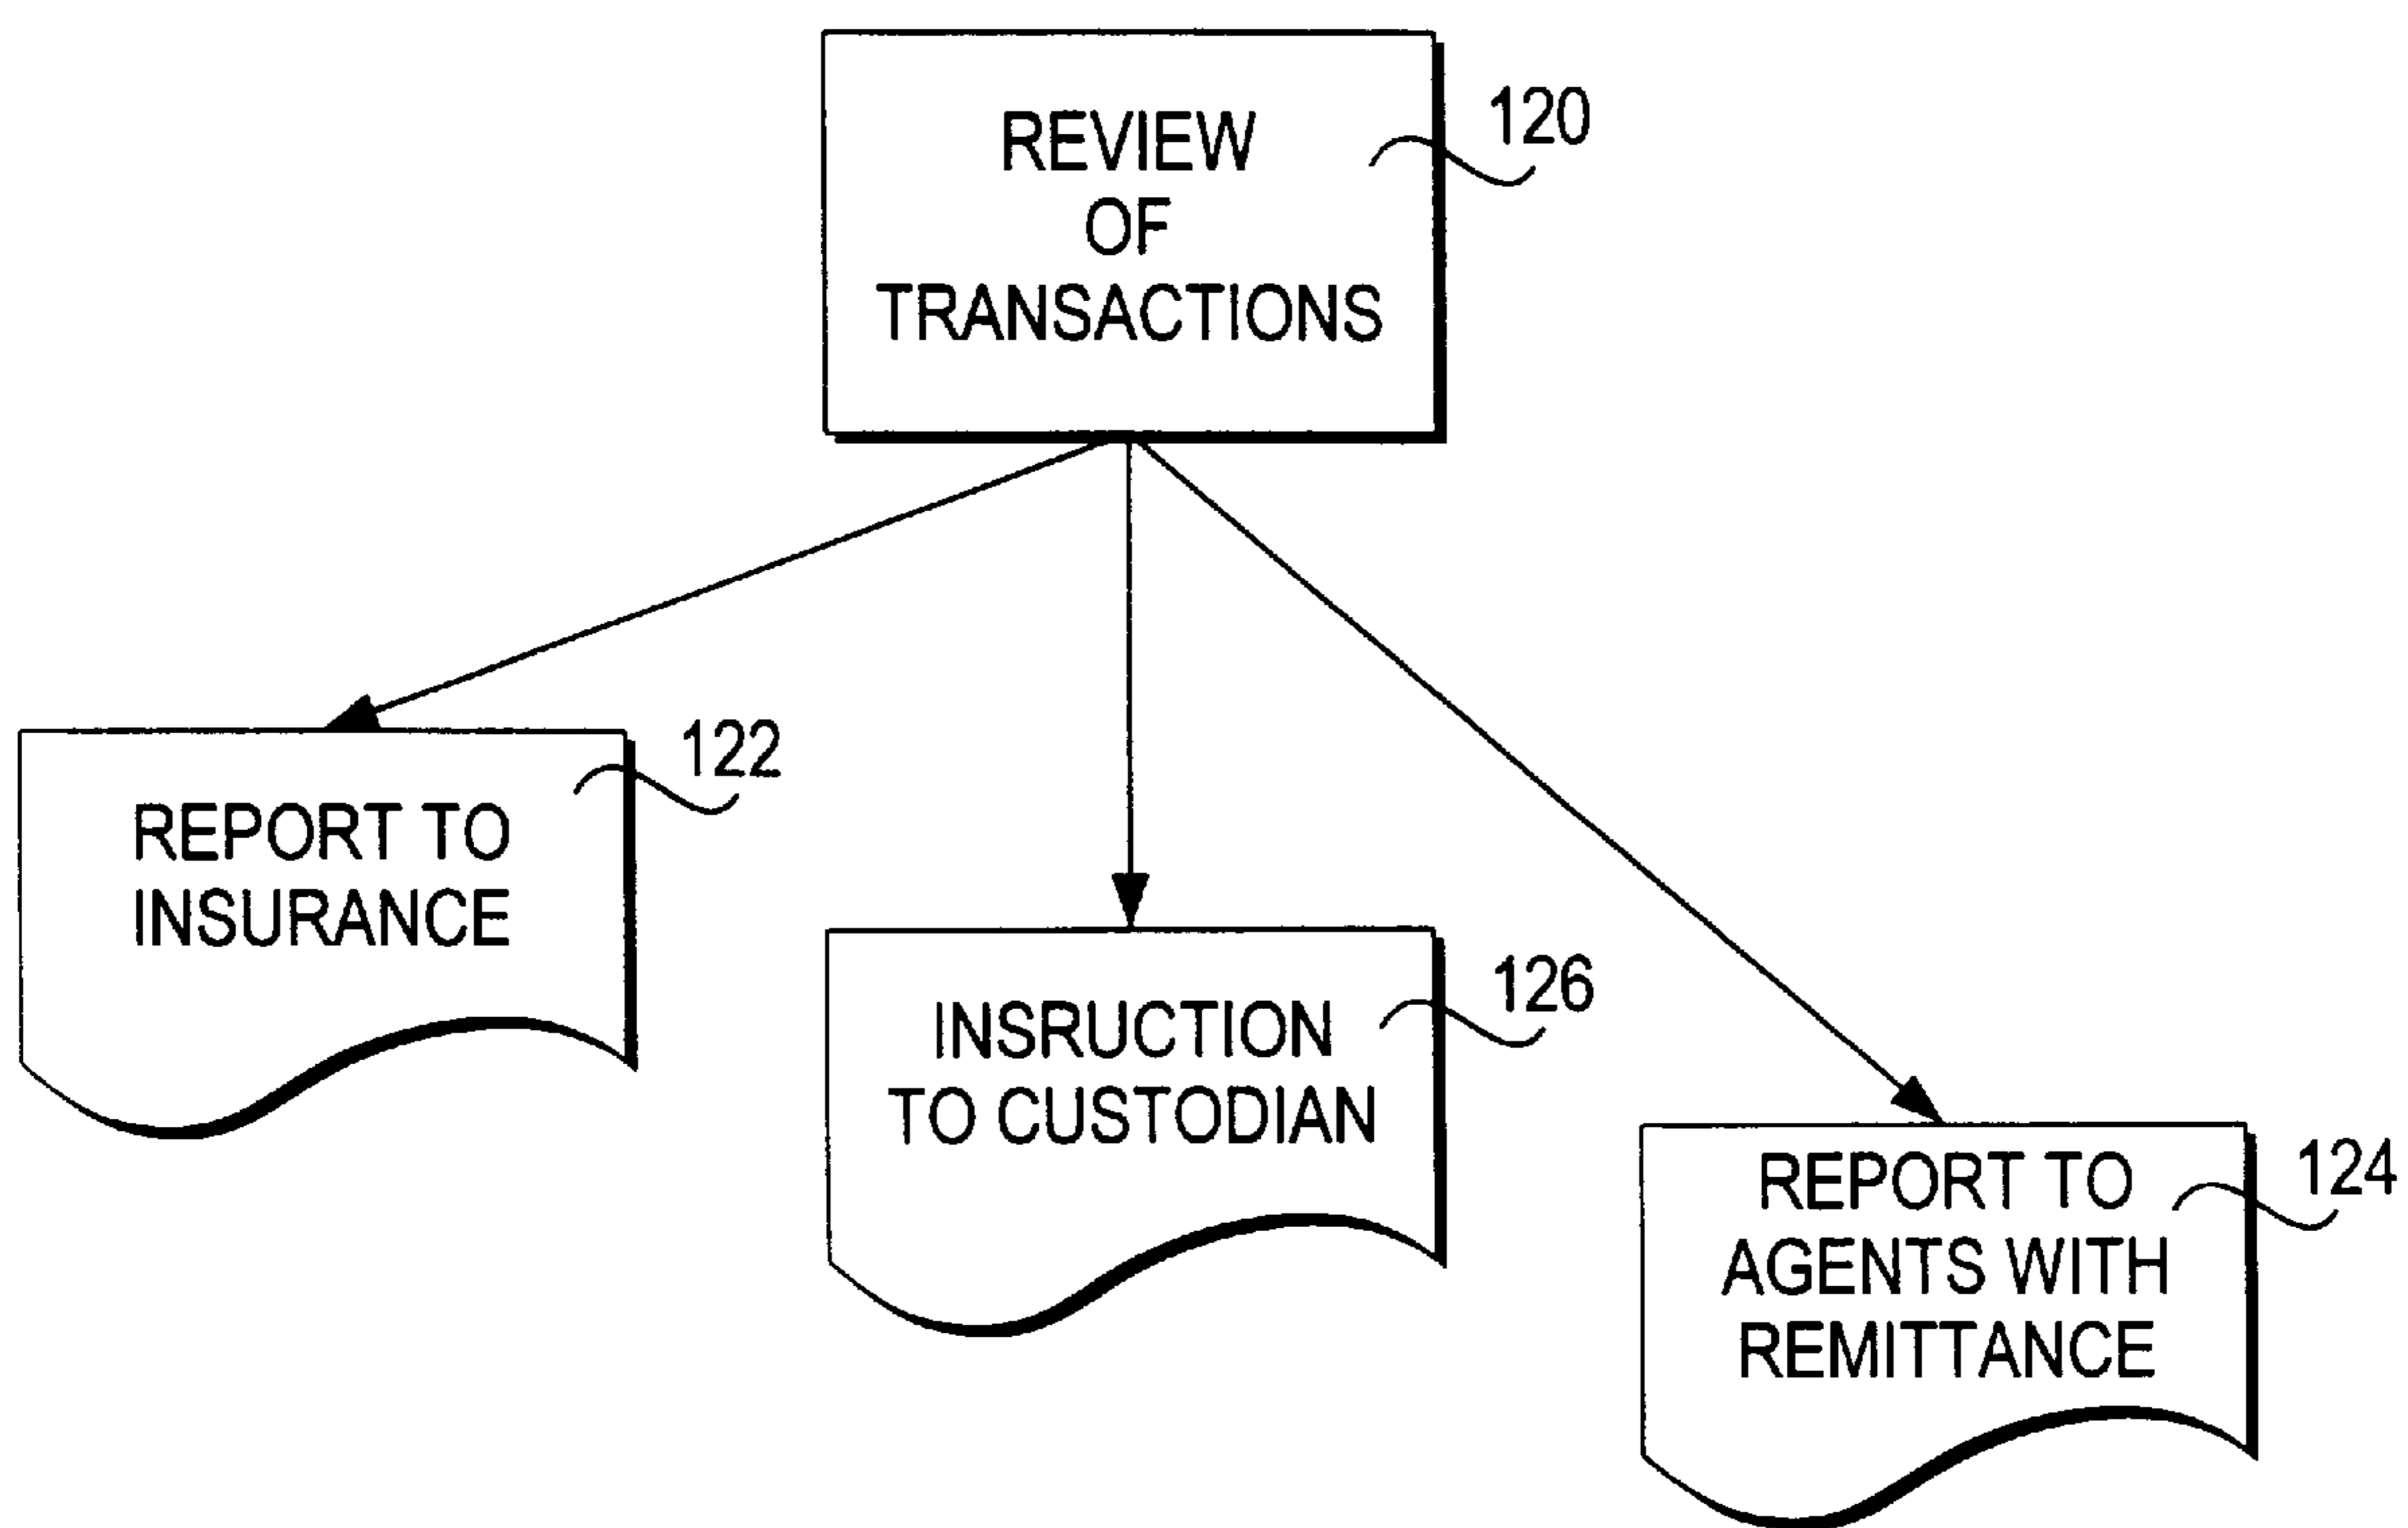 REVIEW
OF
TRANSACTIONS
120
REPORT TO
INSURANCE
122
INSRUCTION
TO CUSTODIAN
126
REPORT TO
AGENTS WITH
REMITTANCE
124